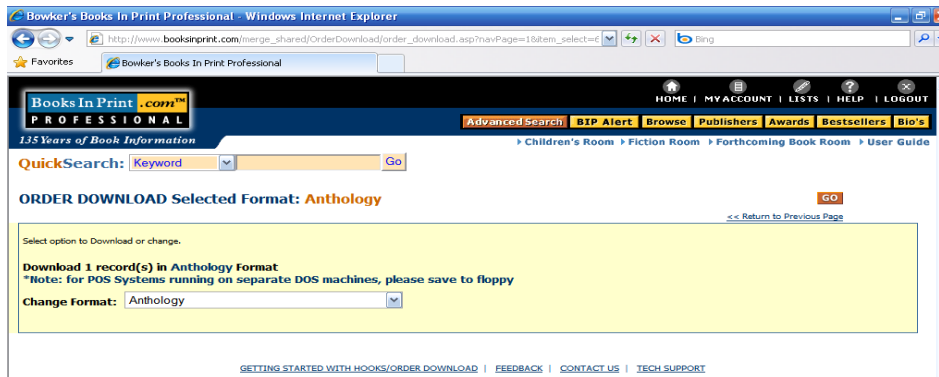 Bowker's Books In Print Professional - Windows Internet Explorer
http://www.booksinprint.com/merge_shared/OrderDownload/order_download.asp?navPage=1&item_select=6
Bing
Favorites
Bowker's Books In Print Professional
Books In Print .com™
PROFESSIONAL
135 Years of Book Information
HOME | MY ACCOUNT | LISTS | HELP | LOGOUT
Advanced Search BIP Alert Browse Publishers Awards Bestsellers Bio's
Children's Room Fiction Room Forthcoming Book Room User Guide
QuickSearch: Keyword Go
ORDER DOWNLOAD Selected Format: Anthology
GO
<< Return to Previous Page
Select option to Download or change.
Download 1 record(s) in Anthology Format
*Note: for POS Systems running on separate DOS machines, please save to floppy
Change Format: Anthology
GETTING STARTED WITH HOOKS/ORDER DOWNLOAD | FEEDBACK | CONTACT US | TECH SUPPORT